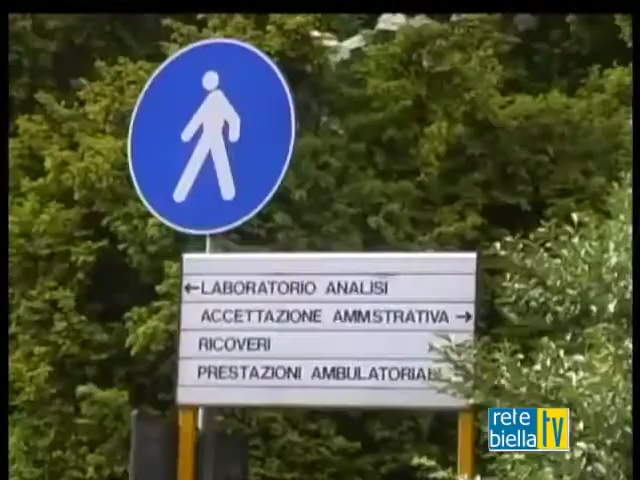 ←LABORATORIO ANALISI
ACCETTAZIONE AMMSTRATIVA→
RICOVERI
PRESTAZIONI AMBULATORIALI
rete
biella tv